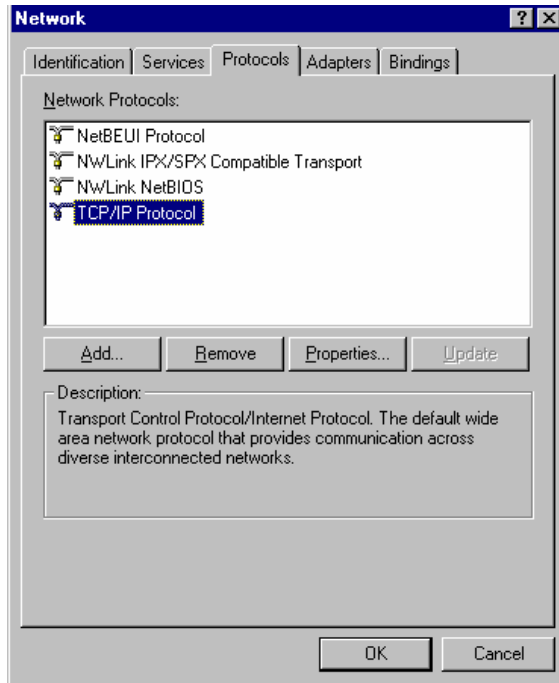 Network
Identification Services Protocols Adapters Bindings
Network Protocols:
NetBEUI Protocol
NWLink IPX/SPX Compatible Transport
NWLink NetBIOS
TCP/IP Protocol
Add... Remove Properties... Update
Description:
Transport Control Protocol/Internet Protocol. The default wide
area network protocol that provides communication across
diverse interconnected networks.
OK Cancel